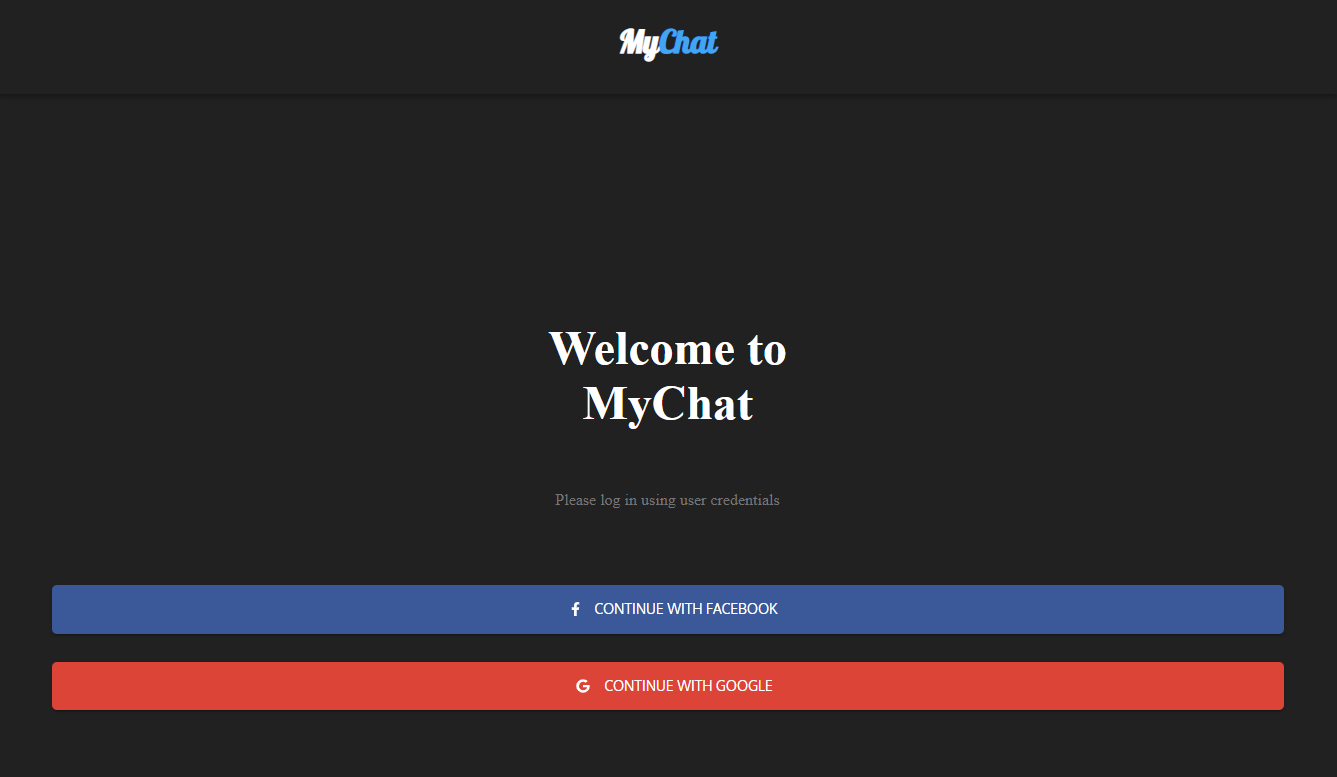 MyChat
Welcome to
MyChat
Please log in using user credentials
CONTINUE WITH FACEBOOK
CONTINUE WITH GOOGLE